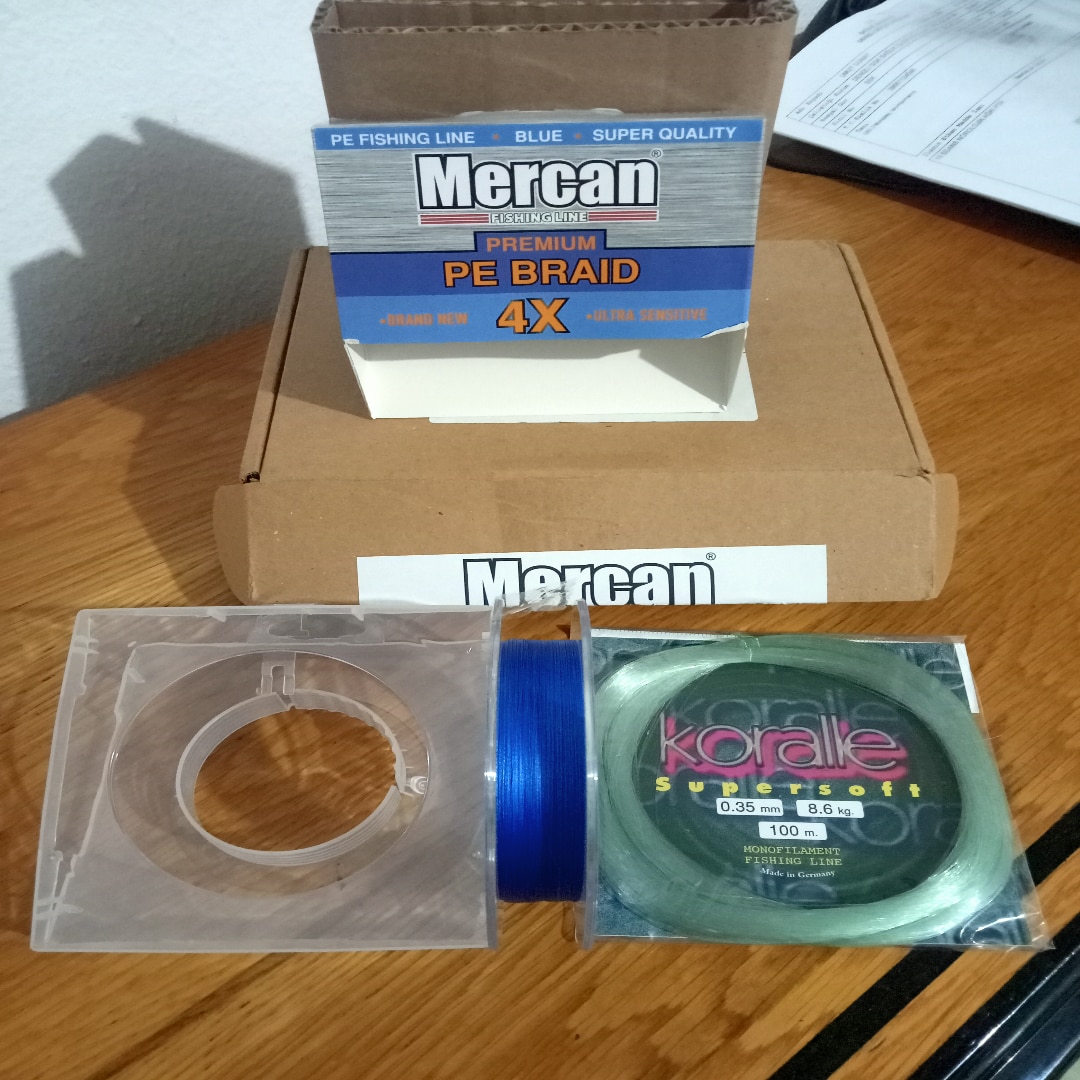 PE FISHING LINE • BLUE • SUPER QUALITY
Mercan®
FISHING LINE
PREMIUM
PE BRAID
•BRAND NEW 4X •ULTRA SENSITIVE
Mercan®
koralle
koralle
Supersoft
0.35 mm 8.6 kg.
100 m.
MONOFILAMENT
FISHING LINE
Made in Germany